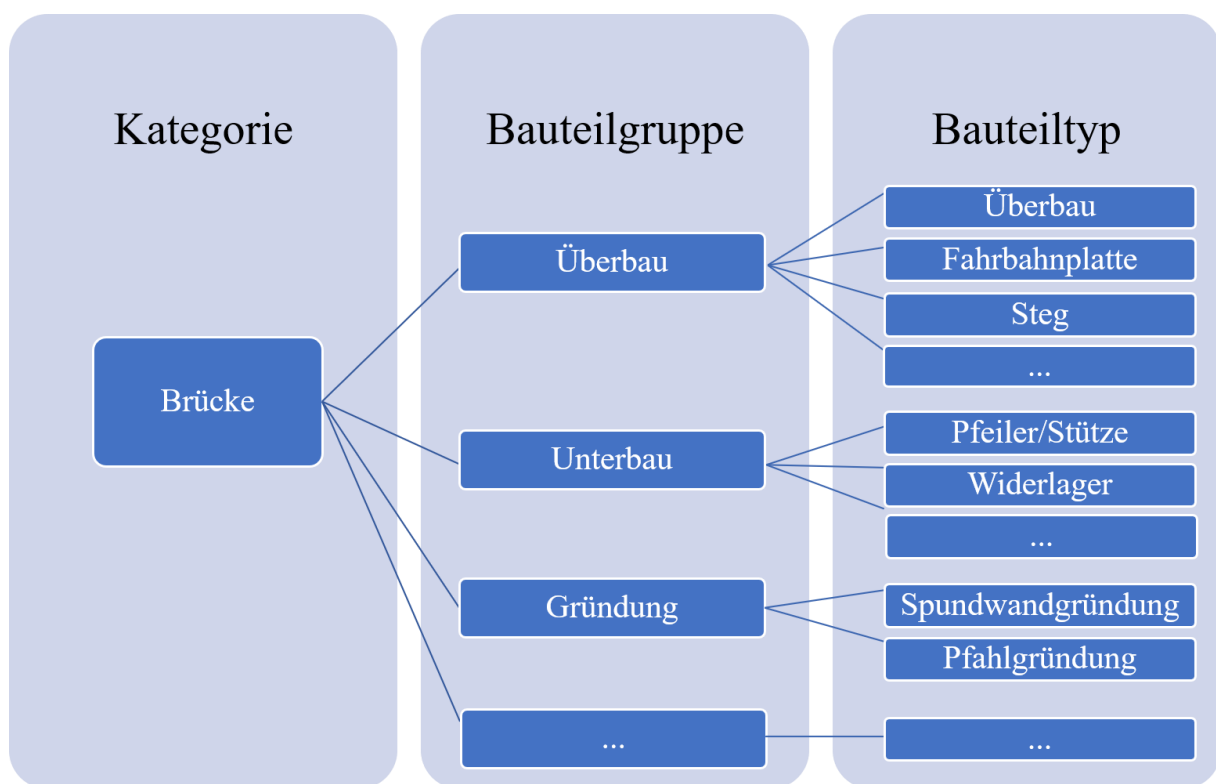 Kategorie
Bauteilgruppe
Bauteiltyp
Brücke
Überbau
Unterbau
Gründung
...
Überbau
Fahrbahnplatte
Steg
...
Pfeiler/Stütze
Widerlager
...
Spundwandgründung
Pfahlgründung
...